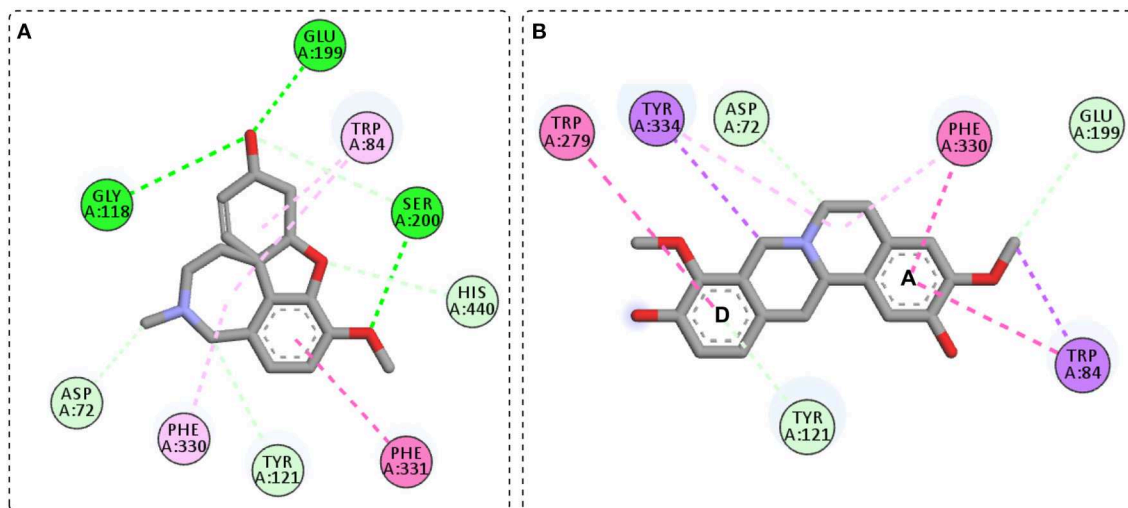 A
GLU
A:199
TRP
A:84
GLY
A:118
SER
A:200
HIS
A:440
ASP
A:72
PHE
A:330
TYR
A:121
PHE
A:331
B
TRP
A:279
TYR
A:334
ASP
A:72
PHE
A:330
GLU
A:199
A
D
TRP
A:84
TYR
A:121